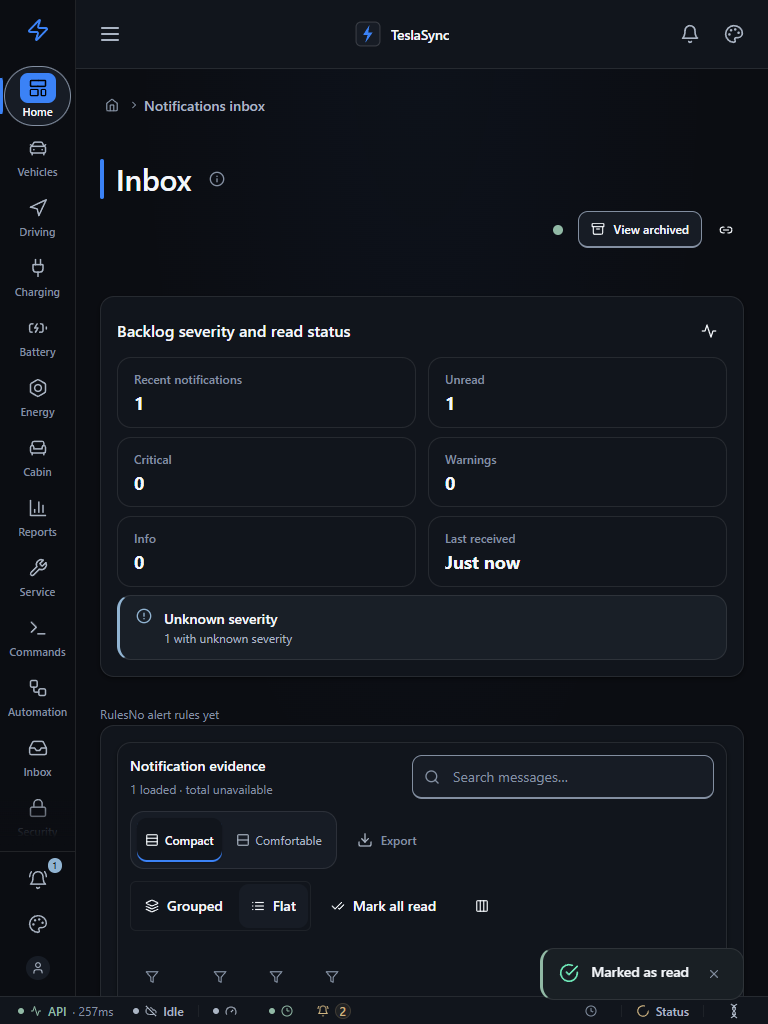 TeslaSync
Home
Vehicles
Driving
Charging
Battery
Energy
Cabin
Reports
Service
Commands
Automation
Inbox
Security
1
Notifications inbox
Inbox
View archived
Backlog severity and read status
Recent notifications
1
Unread
1
Critical
0
Warnings
0
Info
0
Last received
Just now
Unknown severity
1 with unknown severity
RulesNo alert rules yet
Notification evidence
1 loaded · total unavailable
Search messages...
Compact
Comfortable
Export
Grouped
Flat
Mark all read
Marked as read
API · 257ms
Idle
2
Status